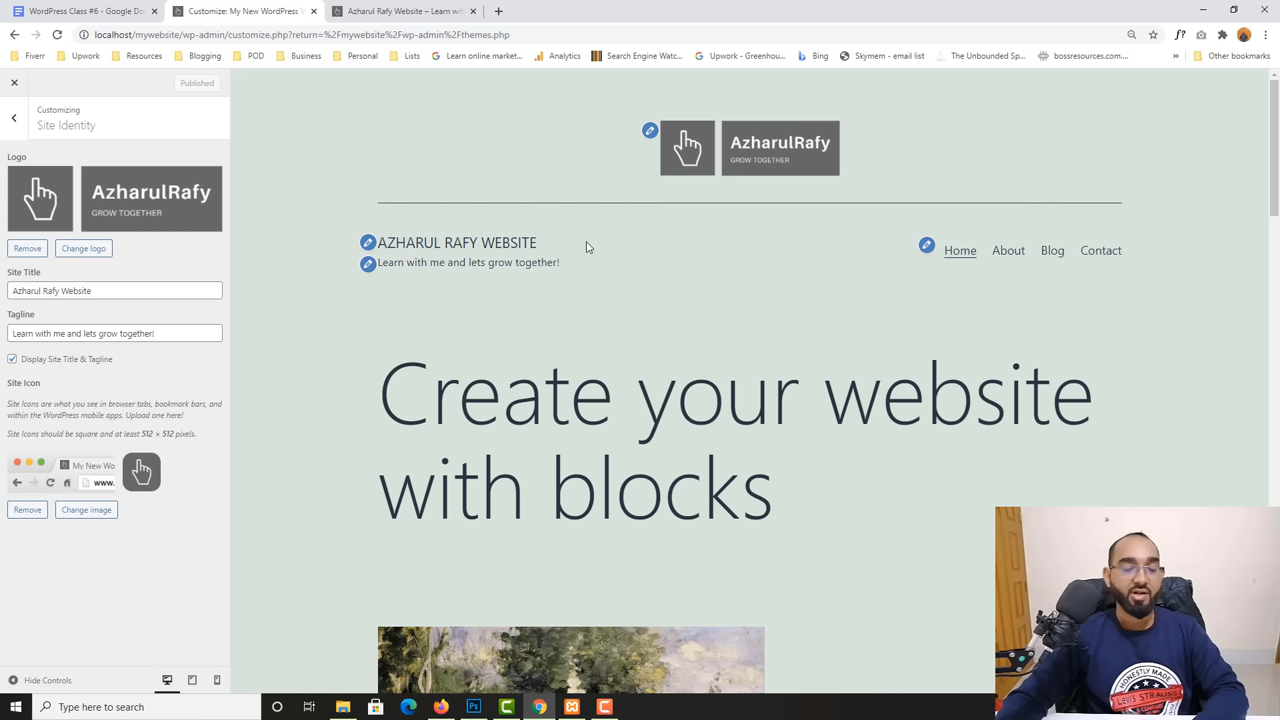 WordPress Class #6 - Google Do
Customize: My New WordPress W
Azharul Rafy Website – Learn wit
localhost/mywebsite/wp-admin/customize.php?return=%2Fmywebsite%2Fwp-admin%2Fthemes.php
Fiverr
Upwork
Resources
Blogging
POD
Business
Personal
Lists
Learn online market...
Analytics
Search Engine Watc...
Upwork - Greenhou...
Bing
Skymem - email list
The Unbounded Sp...
bossresources.com...
»
Other bookmarks
Published
Customizing
Site Identity
Logo
AzharulRafy
GROW TOGETHER
Remove
Change logo
Site Title
Azharul Rafy Website
Tagline
Learn with me and lets grow together!
Display Site Title & Tagline
Site Icon
Site Icons are what you see in browser tabs, bookmark bars, and
within the WordPress mobile apps. Upload one here!
Site Icons should be square and at least 512 × 512 pixels.
My New Wo
www.
Remove
Change image
Hide Controls
AzharulRafy
GROW TOGETHER
AZHARUL RAFY WEBSITE
Learn with me and lets grow together!
Home
About
Blog
Contact
Create your website
with blocks
HONESTLY MADE
LEVI STRAUSS
Type here to search
Ps